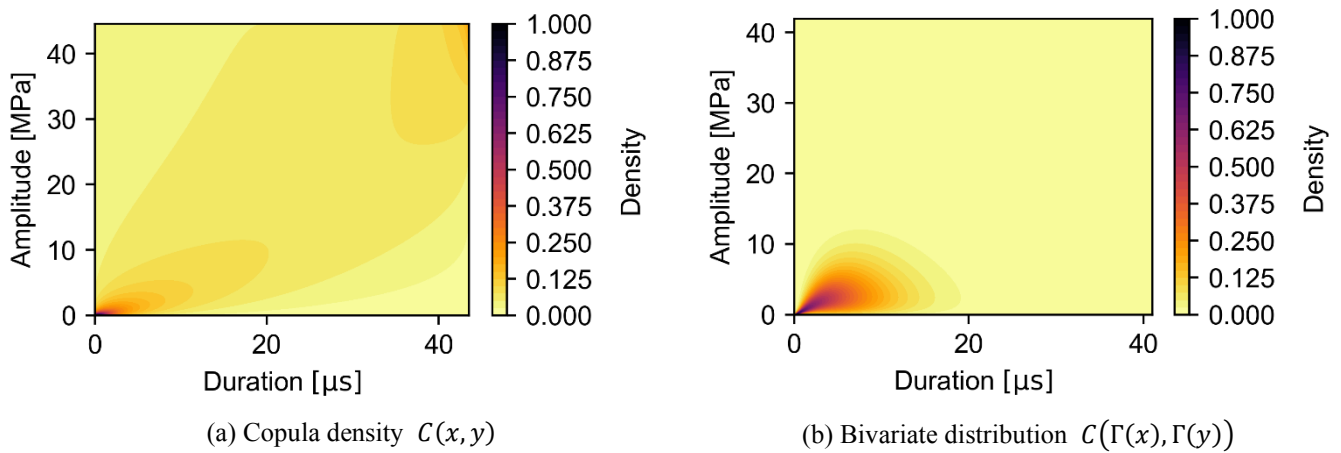 1.000
0.875
0.750
0.625
0.500
0.375
0.250
0.125
0.000
Density
40
30
20
10
0
Amplitude [MPa]
0 20 40
Duration [µs]
(a) Copula density C(x, y)
1.000
0.875
0.750
0.625
0.500
0.375
0.250
0.125
0.000
Density
40
30
20
10
0
Amplitude [MPa]
0 20 40
Duration [µs]
(b) Bivariate distribution C(Γ(x), Γ(y))